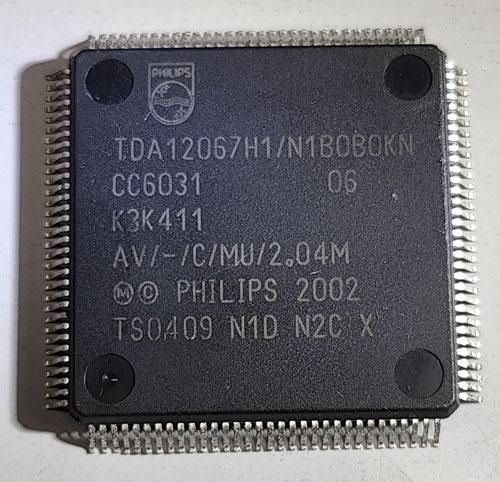 PHILIPS
TDA12067H1/N1B0B0KN
CC6031 06
K3K411
AV/-/C/MU/2.04M
Ⓜ © PHILIPS 2002
TS0409 N1D N2C X